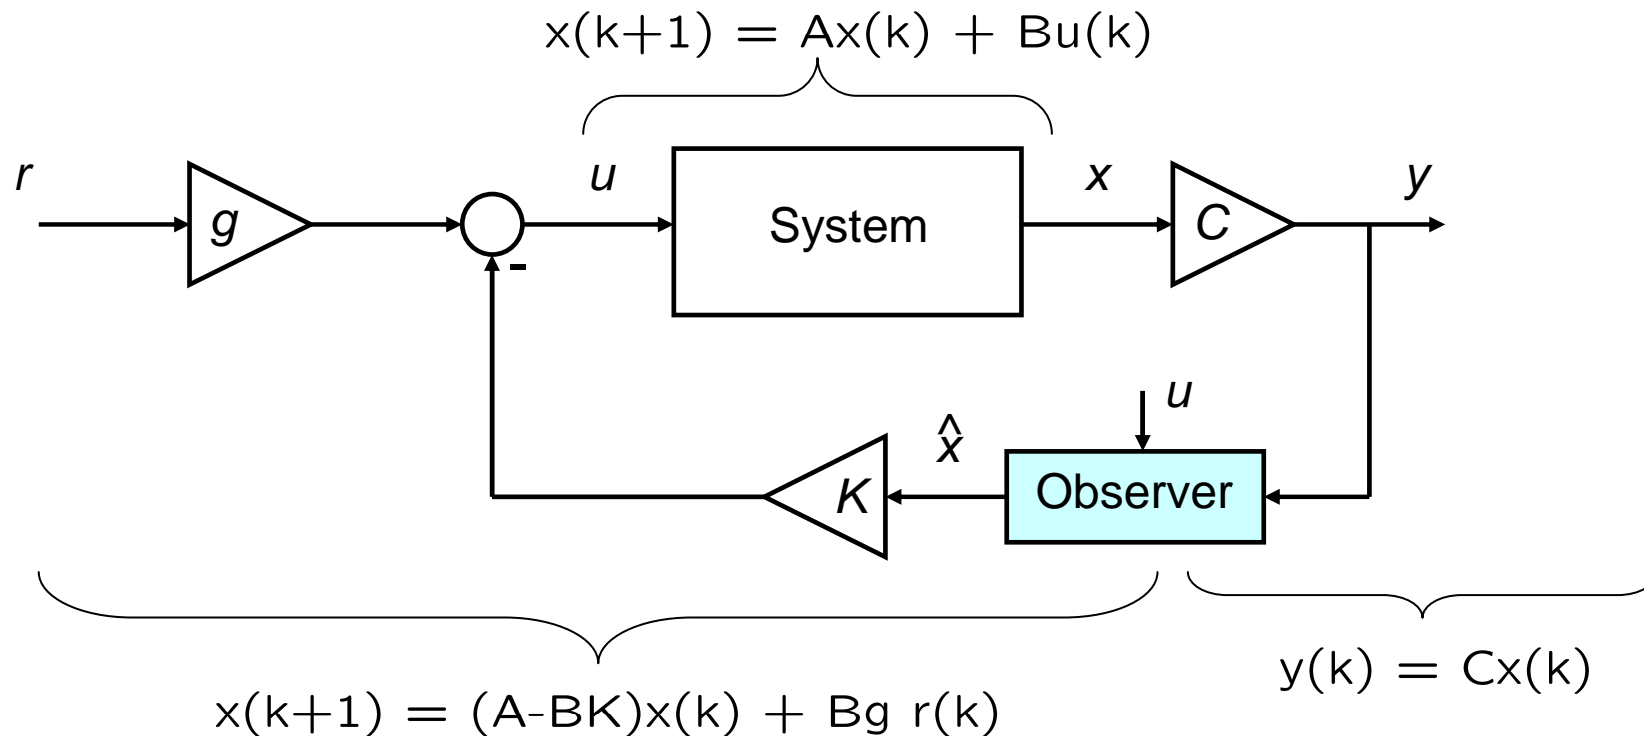 x(k+1) = Ax(k) + Bu(k)
r
u
x
y
g
System
C
-
u
x̂
K
Observer
y(k) = Cx(k)
x(k+1) = (A-BK)x(k) + Bg r(k)